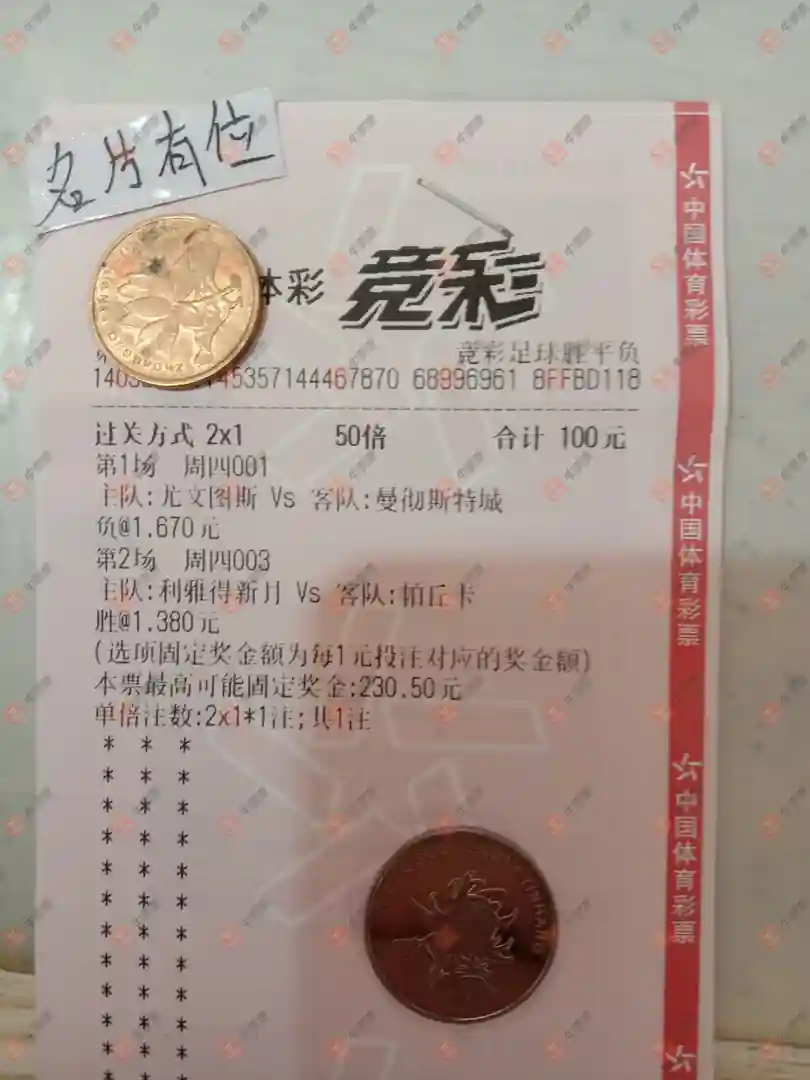 名片有位
体彩 竞彩
竞彩足球胜平负
45357144467870 68996961 8FFBD118
过关方式 2x1 50倍 合计 100元
第1场 周四001
主队:尤文图斯 Vs 客队:曼彻斯特城
负@1.670元
第2场 周四003
主队:利雅得新月 Vs 客队:帕丘卡
胜@1.380元
(选项固定奖金额为每1元投注对应的奖金额)
本票最高可能固定奖金:230.50元
单倍注数:2x1*1注;共1注
* * *
* * *
* * *
* * *
* * *
* * *
* * *
* * *
* * *
* * *
* * *
* * *
中国体育彩票
中国体育彩票
中国体育彩票